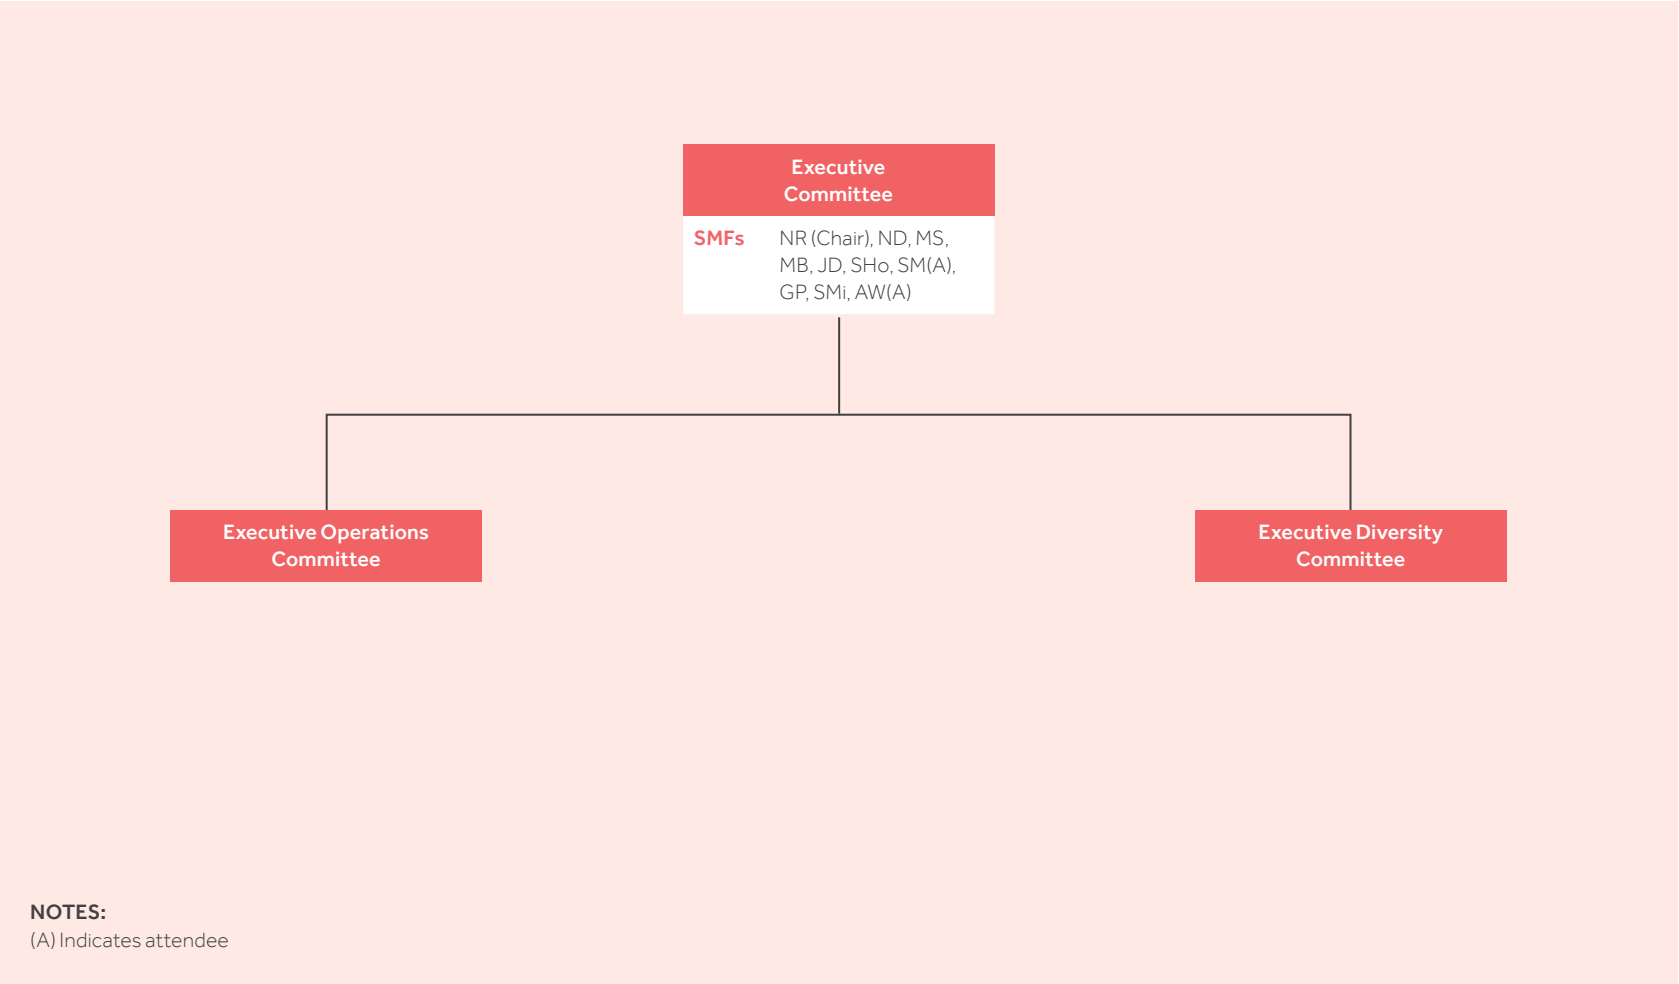 Executive
Committee
SMFs NR (Chair), ND, MS,
MB, JD, SHo, SM(A),
GP, SMi, AW(A)
Executive Operations
Committee
Executive Diversity
Committee
NOTES:
(A) Indicates attendee